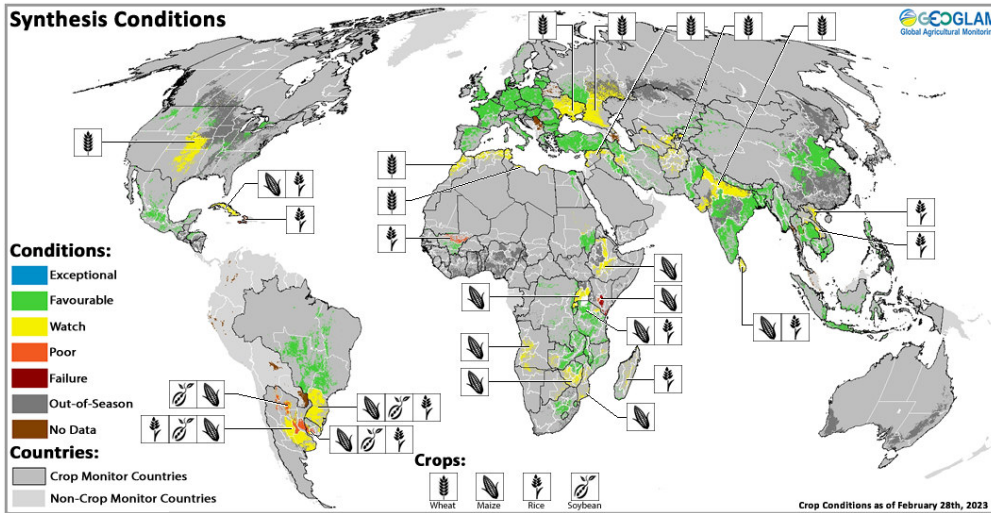 Synthesis Conditions
GEOGLAM
Global Agricultural Monitoring
Conditions:
Exceptional
Favourable
Watch
Poor
Failure
Out-of-Season
No Data
Countries:
Crop Monitor Countries
Non-Crop Monitor Countries
Crops:
Wheat
Maize
Rice
Soybean
Crop Conditions as of February 28th, 2023